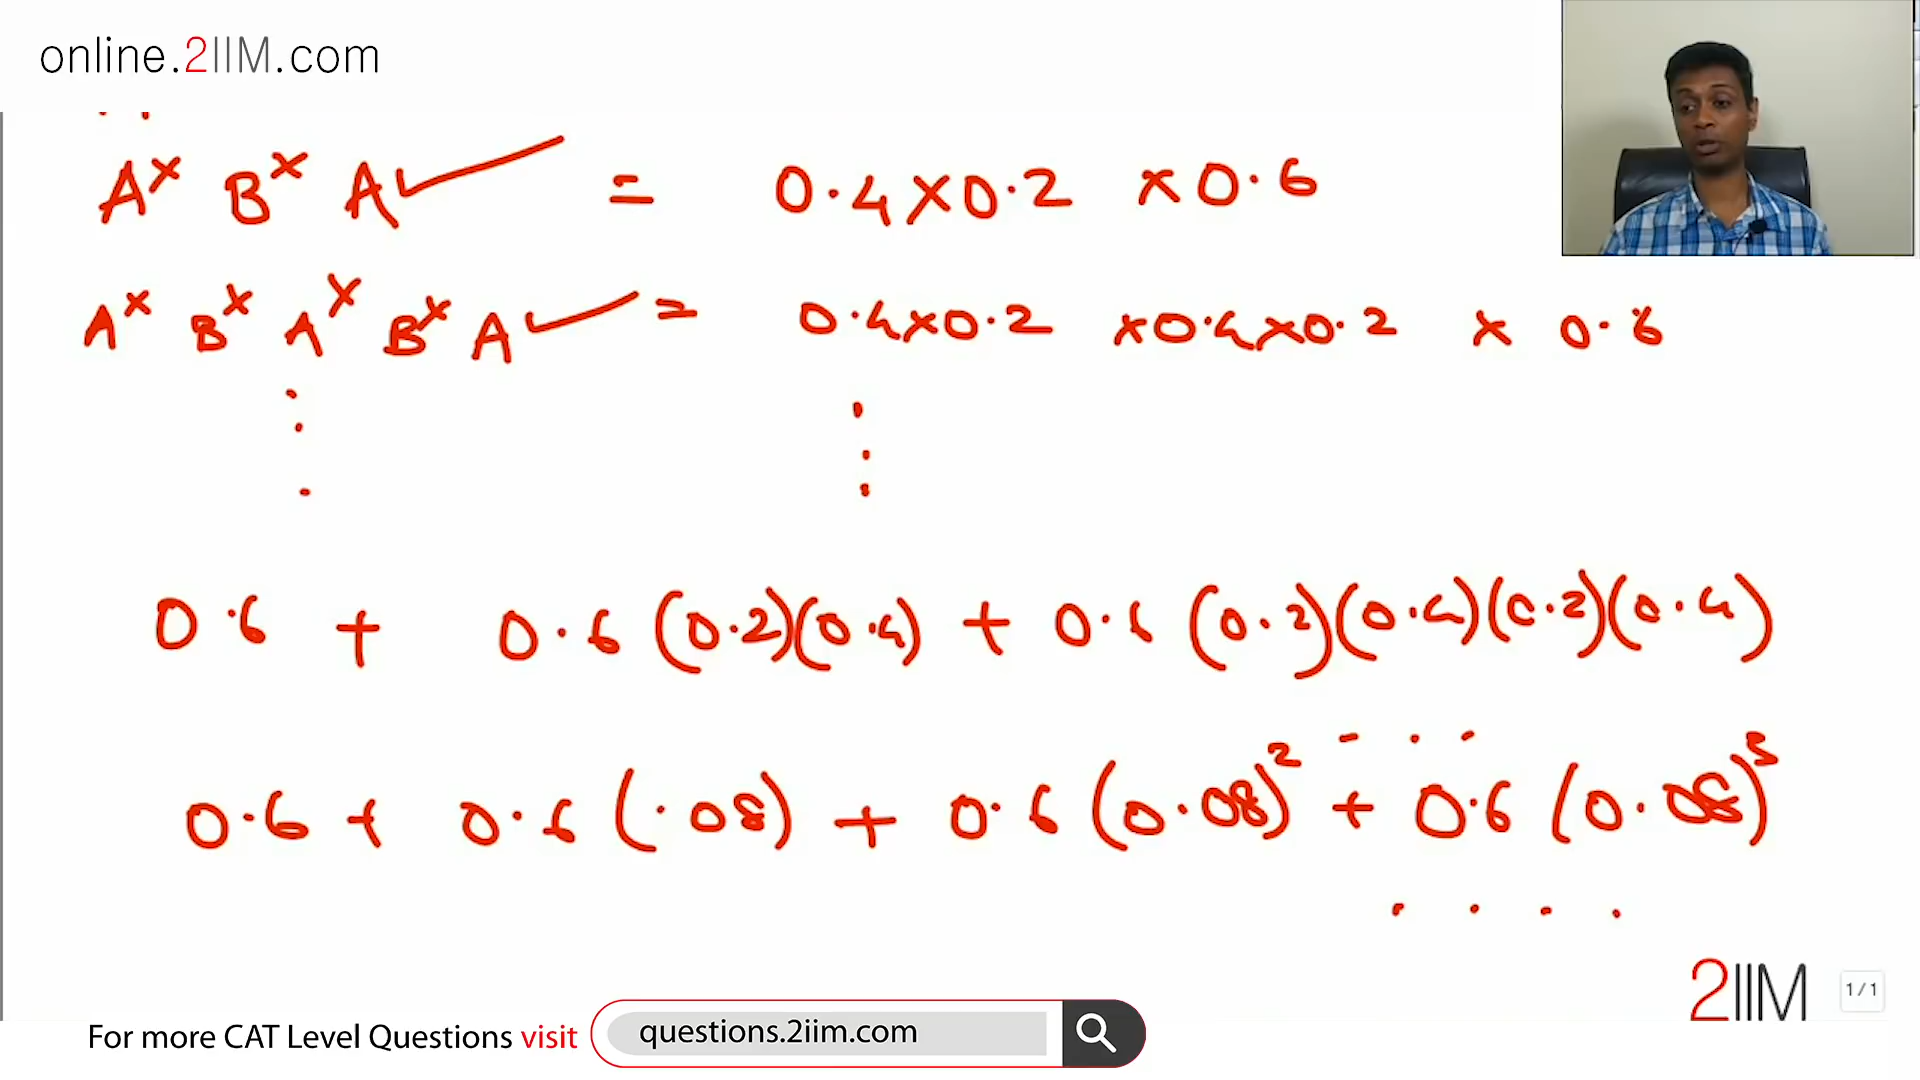 online.2IIM.com
A× B× A✓ = 0.4×0.2 ×0.6
A× B× A× B× A✓ = 0.4×0.2 ×0.4×0.2 × 0.6
0.6 + 0.6 (0.2)(0.4) + 0.6 (0.2)(0.4)(0.2)(0.4)
...
0.6 + 0.6 (.08) + 0.6 (0.08)² + 0.6 (0.08)³
....
2IIM
1/1
For more CAT Level Questions visit questions.2iim.com